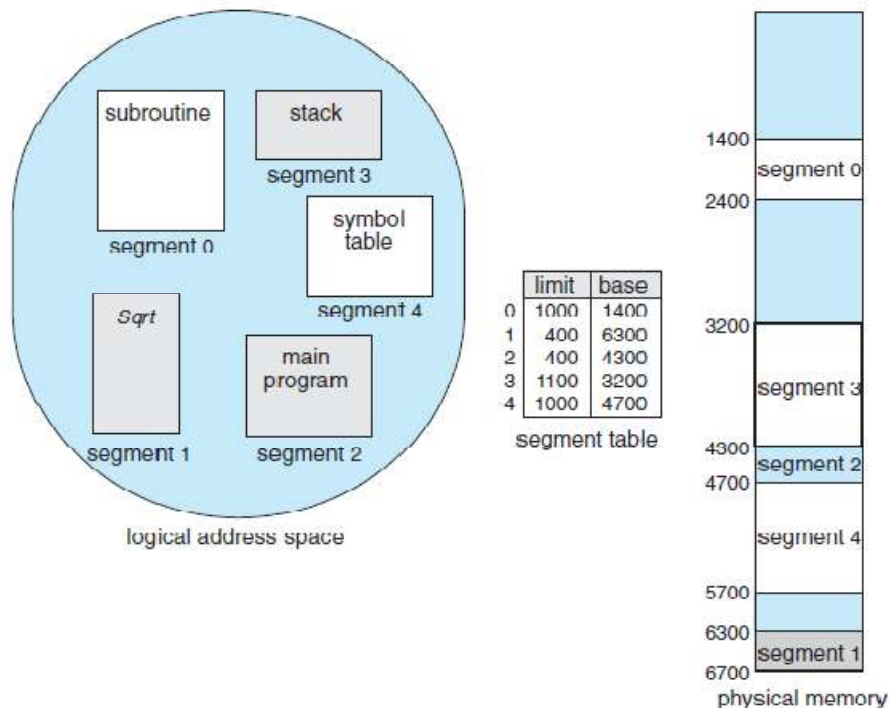 subroutine
segment 0
stack
segment 3
symbol
table
segment 4
Sqrt
segment 1
main
program
segment 2
logical address space
limit base
0 1000 1400
1 400 6300
2 400 4300
3 1100 3200
4 1000 4700
segment table
1400
segment 0
2400
3200
segment 3
4300
segment 2
4700
segment 4
5700
6300
segment 1
6700
physical memory